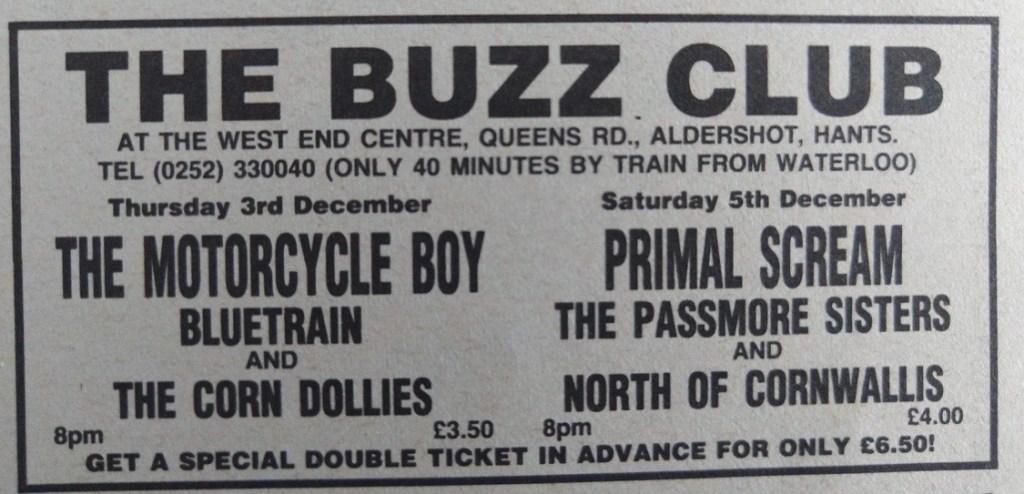 THE BUZZ CLUB
AT THE WEST END CENTRE, QUEENS RD., ALDERSHOT, HANTS.
TEL (0252) 330040 (ONLY 40 MINUTES BY TRAIN FROM WATERLOO)
Thursday 3rd December
THE MOTORCYCLE BOY
BLUETRAIN
AND
THE CORN DOLLIES
8pm £3.50
Saturday 5th December
PRIMAL SCREAM
THE PASSMORE SISTERS
AND
NORTH OF CORNWALLIS
8pm £4.00
GET A SPECIAL DOUBLE TICKET IN ADVANCE FOR ONLY £6.50!